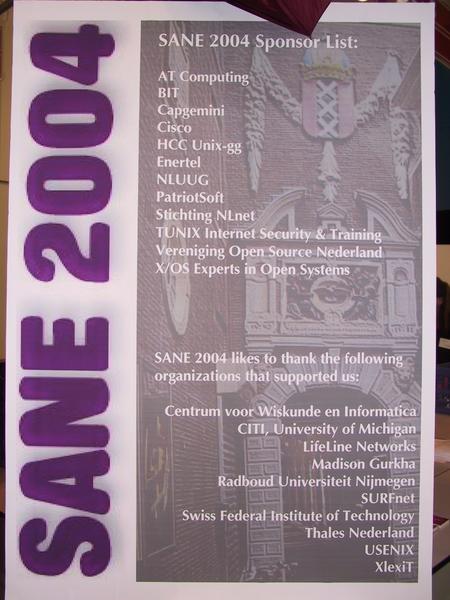 SANE 2004
SANE 2004 Sponsor List:
AT Computing
BIT
Capgemini
Cisco
HCC Unix-gg
Enertel
NLUUG
PatriotSoft
Stichting NLnet
TUNIX Internet Security & Training
Vereniging Open Source Nederland
X/OS Experts in Open Systems
SANE 2004 likes to thank the following
organizations that supported us:
Centrum voor Wiskunde en Informatica
CITI, University of Michigan
LifeLine Networks
Madison Gurkha
Radboud Universiteit Nijmegen
SURFnet
Swiss Federal Institute of Technology
Thales Nederland
USENIX
XlexiT